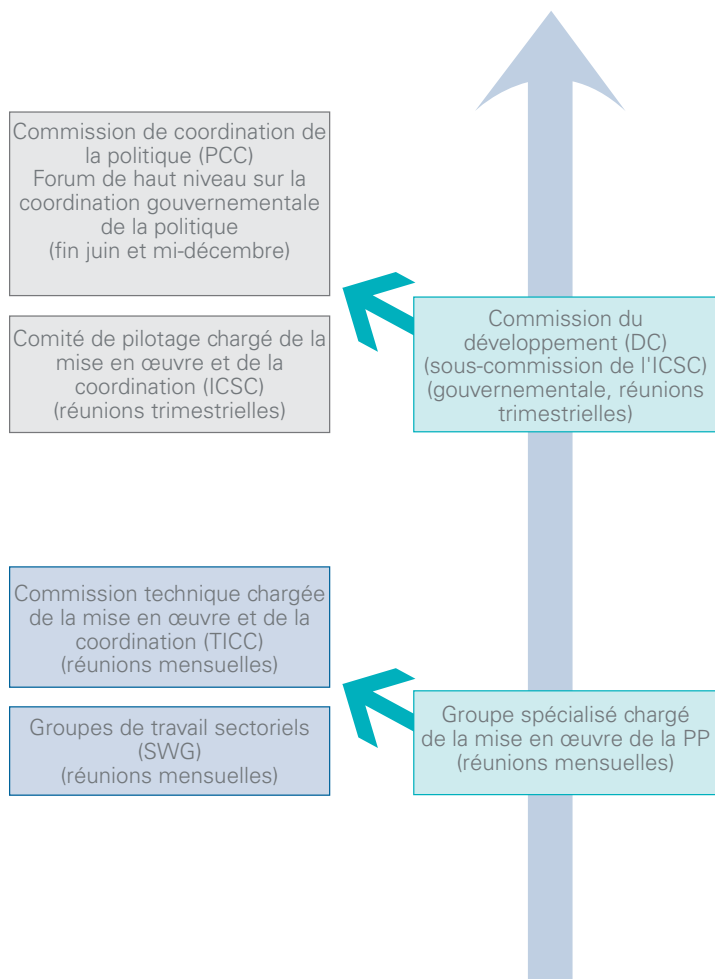 Commission de coordination de
la politique (PCC)
Forum de haut niveau sur la
coordination gouvernementale
de la politique
(fin juin et mi-décembre)
Comité de pilotage chargé de la
mise en œuvre et de la
coordination (ICSC)
(réunions trimestrielles)
Commission du
développement (DC)
(sous-commission de l'ICSC)
(gouvernementale, réunions
trimestrielles)
Commission technique chargée
de la mise en œuvre et de la
coordination (TICC)
(réunions mensuelles)
Groupes de travail sectoriels
(SWG)
(réunions mensuelles)
Groupe spécialisé chargé
de la mise en œuvre de la PP
(réunions mensuelles)